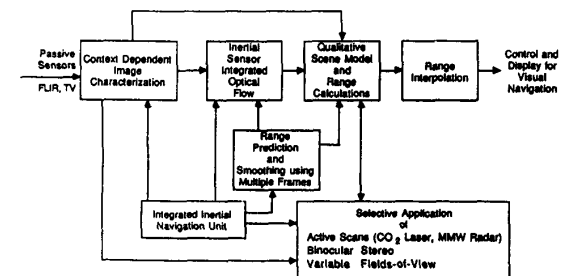 Passive
Sensors
FLIR, TV
Context Dependent
Image
Characterization
Inertial
Sensor
Integrated
Optical
Flow
Qualitative
Scene Model
and
Range
Calculations
Range
Interpolation
Control and
Display for
Visual
Navigation
Range
Prediction
and
Smoothing using
Multiple Frames
Integrated Inertial
Navigation Unit
Selective Application
of
Active Scans (CO 2 Laser, MMW Radar)
Binocular Stereo
Variable Fields-of-View